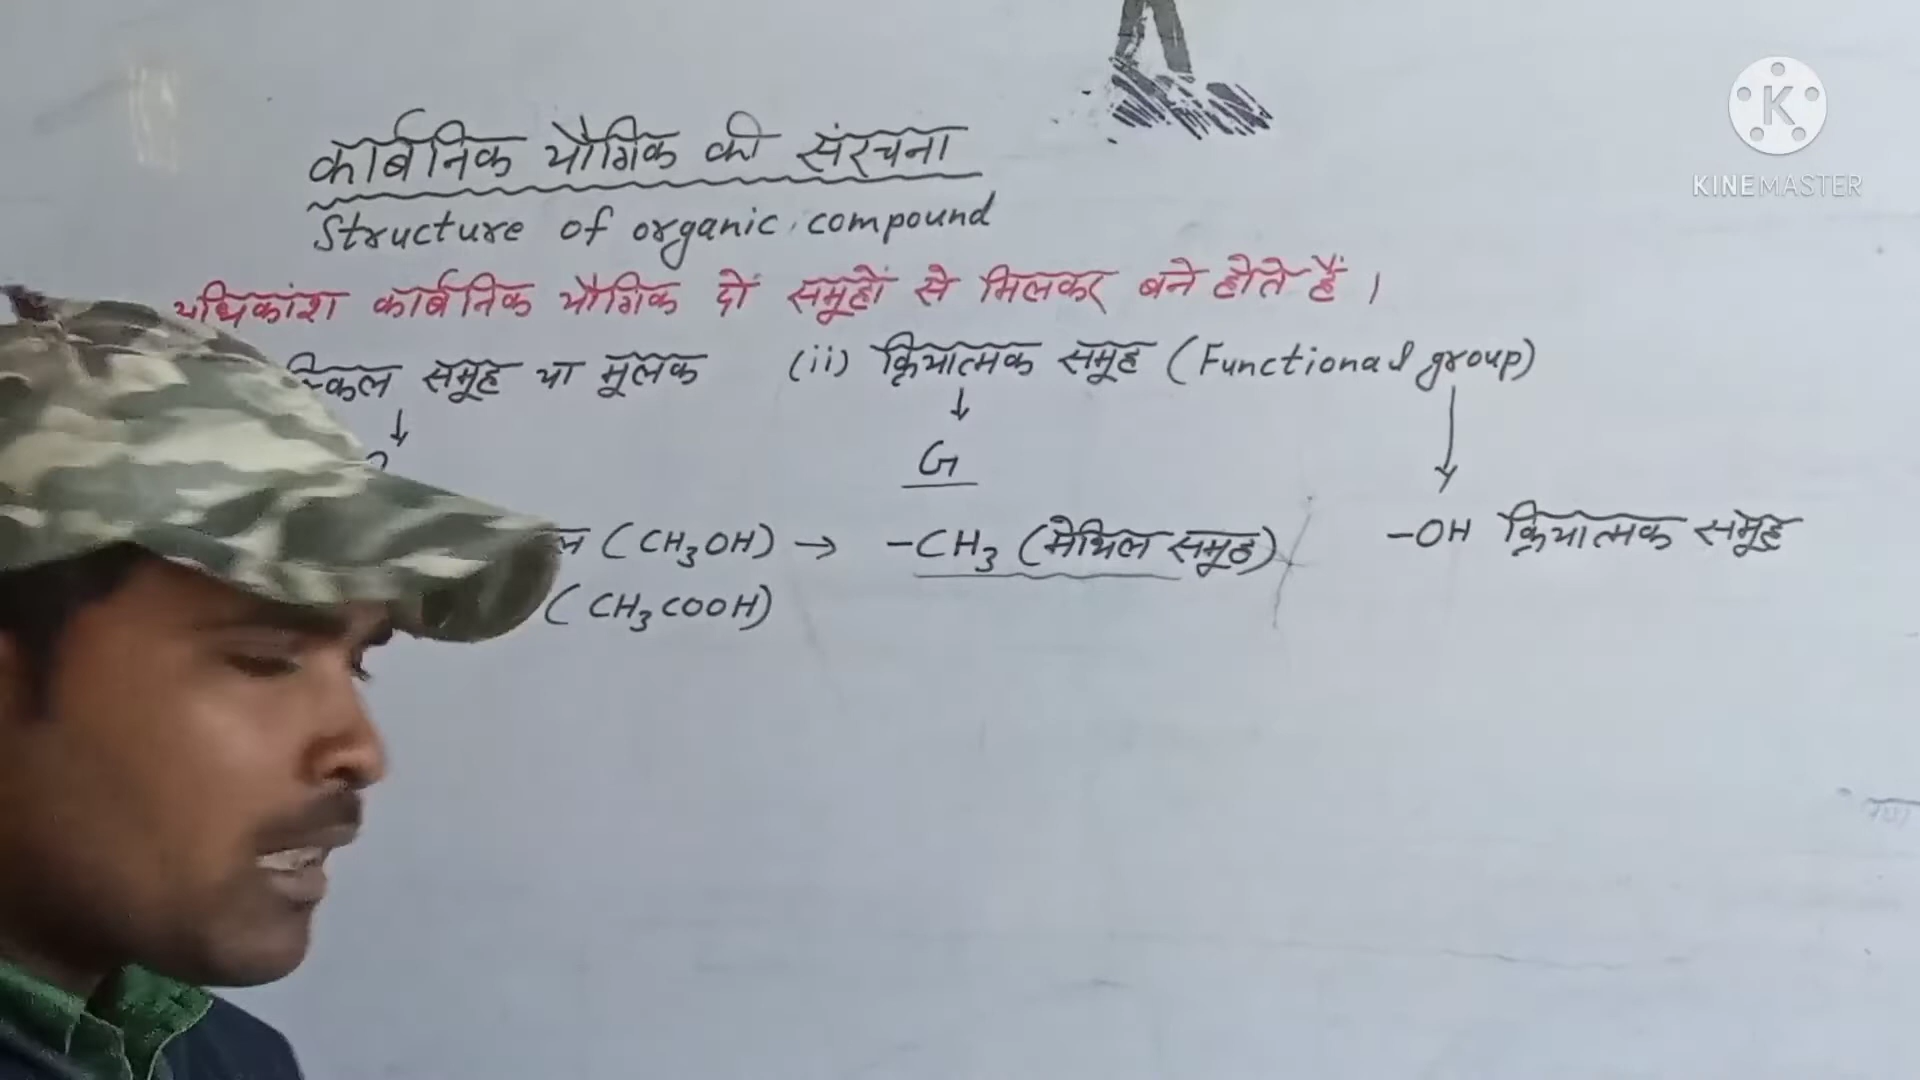 K
KINEMASTER
कार्बनिक यौगिक की संरचना
Structure of organic compound
अधिकांश कार्बनिक यौगिक दो समूहों से मिलकर बने होते हैं।
समूह या मूलक (ii) क्रियात्मक समूह (Functional group)
↓ ↓ ↓
G
(CH₃OH) → -CH₃ (मेथिल समूह) -OH क्रियात्मक समूह
(CH₃COOH)